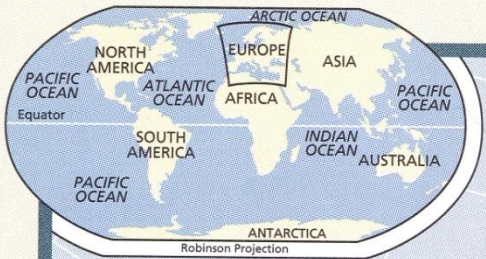 ARCTIC OCEAN
NORTH
AMERICA
EUROPE
ASIA
PACIFIC
OCEAN
ATLANTIC
OCEAN
AFRICA
PACIFIC
OCEAN
Equator
SOUTH
AMERICA
INDIAN
OCEAN
AUSTRALIA
PACIFIC
OCEAN
ANTARCTICA
Robinson Projection